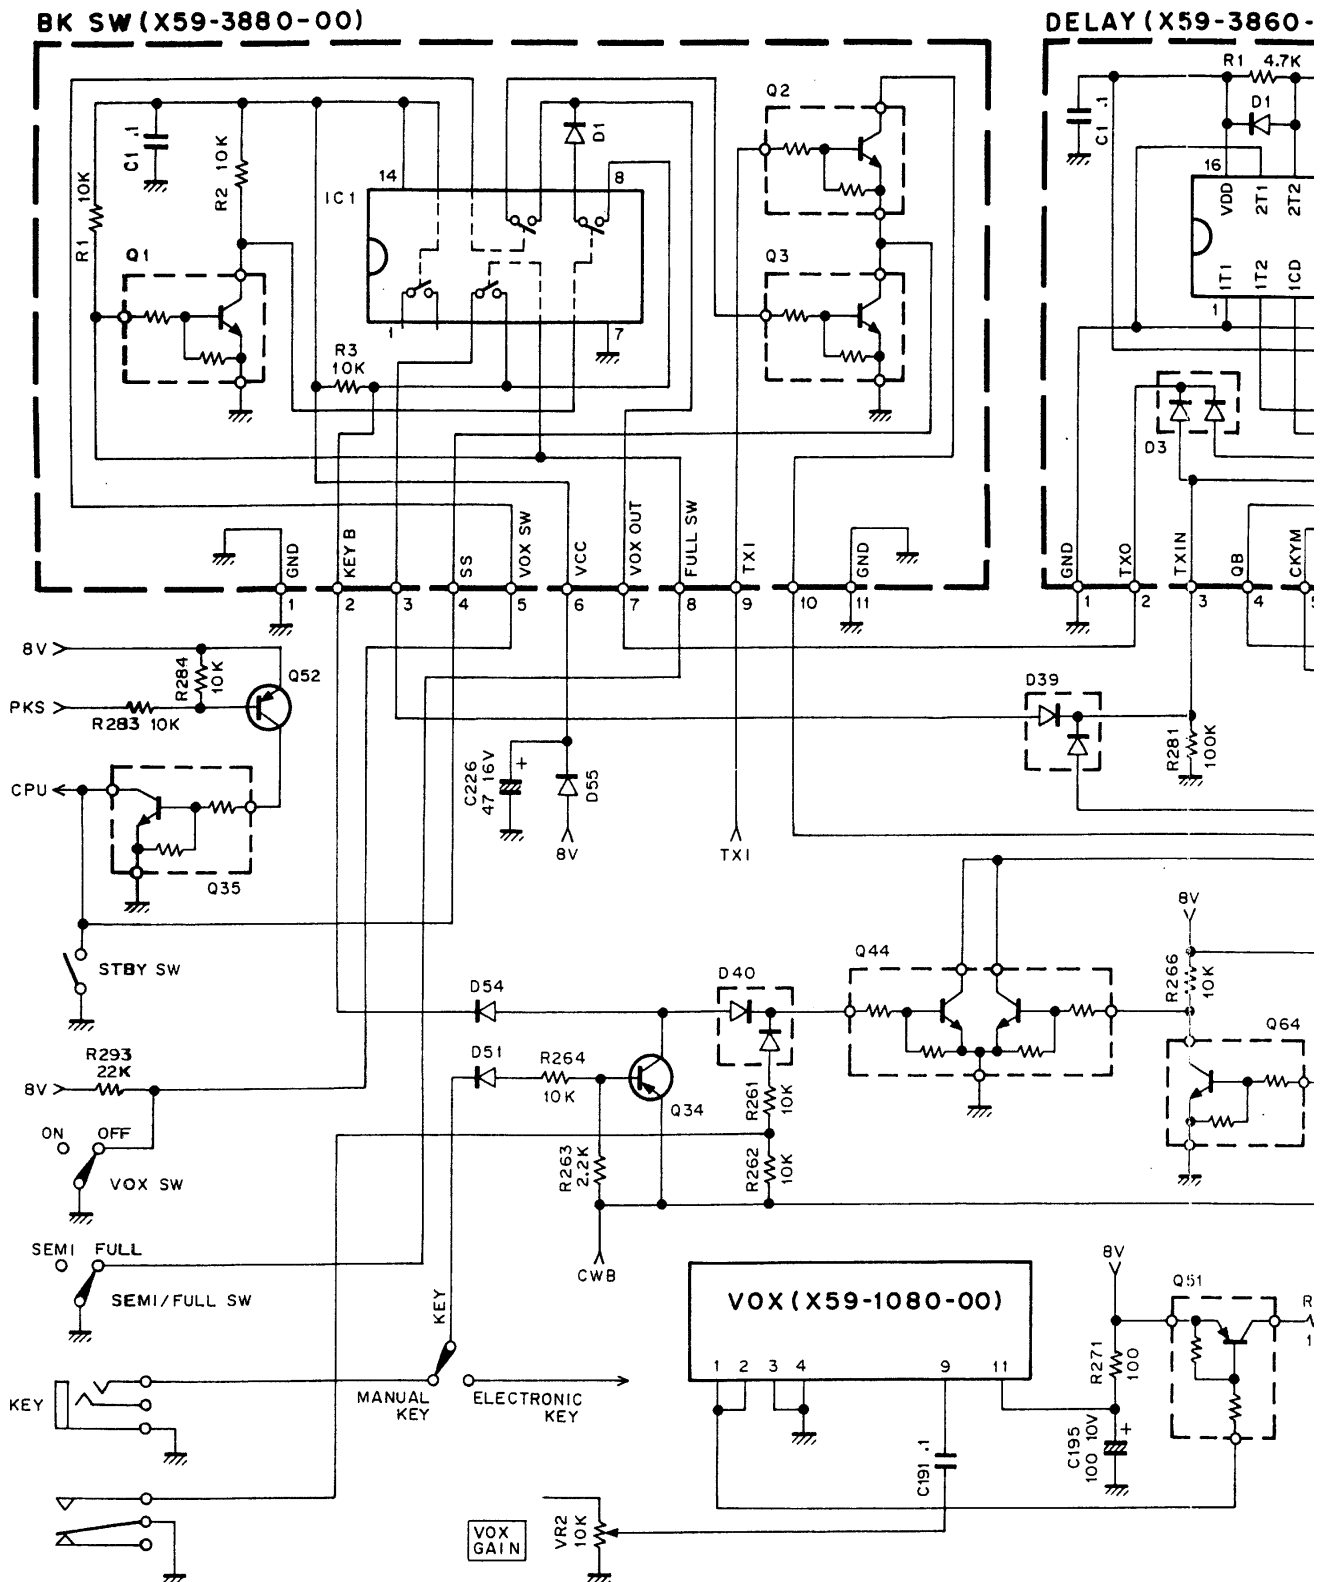 BK SW (X59-3880-00)
DELAY (X59-3860-
R1 4.7K
D1
C1 .1
16
VDD
2T1
2T2
1T1
1T2
1CD
1
D3
C1 .1
R1 10K
R2 10K
Q1
IC1
14
8
1
7
D1
R3
10K
Q2
Q3
GND
KEY B
SS
VOX SW
VCC
VOX OUT
FULL SW
TX1
GND
1
2
3
4
5
6
7
8
9
10
11
GND
TXO
TXIN
QB
CKYM
1
2
3
4
5
8V
R284
10K
Q52
PKS
R283 10K
CPU
Q35
STBY SW
C226
47 16V
+
D55
8V
TX1
D39
R281
100K
8V
R266
10K
Q64
D54
D51
R264
10K
Q34
D40
Q44
R261
10K
R262
10K
R263
2.2K
R293
22K
8V
ON OFF
VOX SW
SEMI FULL
SEMI/FULL SW
CWB
KEY
KEY
MANUAL
KEY
ELECTRONIC
KEY
VOX (X59-1080-00)
1
2
3
4
9
11
8V
R271
100
Q51
R
1
C195
100 10V
+
C191 .1
VOX
GAIN
VR2
10K